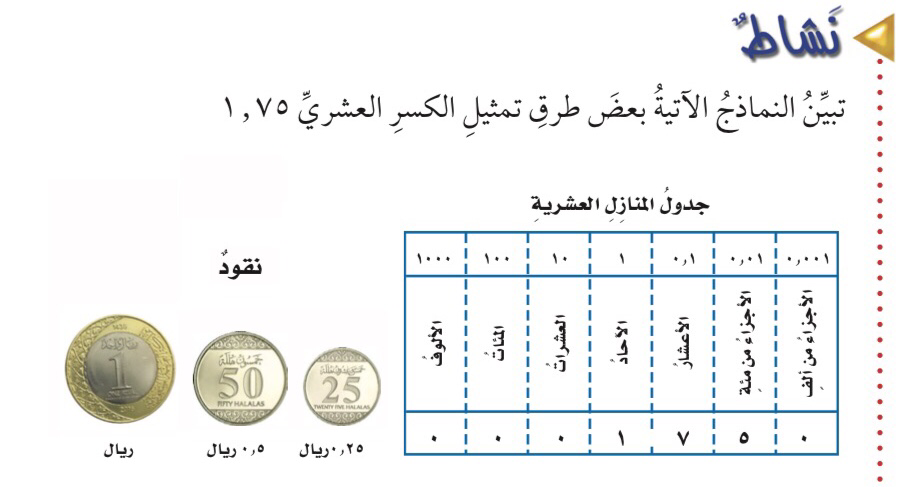 نَشاطٌ
تبيِّنُ النماذجُ الآتيةُ بعضَ طرقِ تمثيلِ الكسرِ العشريِّ ١,٧٥
جدولُ المنازلِ العشريةِ
١٠٠٠ ١٠٠ ١٠ ١ ٠٫١ ٠٫٠١ ٠٫٠٠١
الألوفُ المئاتُ العشراتُ الآحادُ الأعشارُ الأجزاءُ من مئةِ الأجزاءُ من ألفِ
٠ ٠ ٠ ١ ٧ ٥ ٠
نقودٌ
1
50
FIFTY HALALAS
25
TWENTY FIVE HALALAS
ريال
٠٫٥ ريال
٠٫٢٥ريال